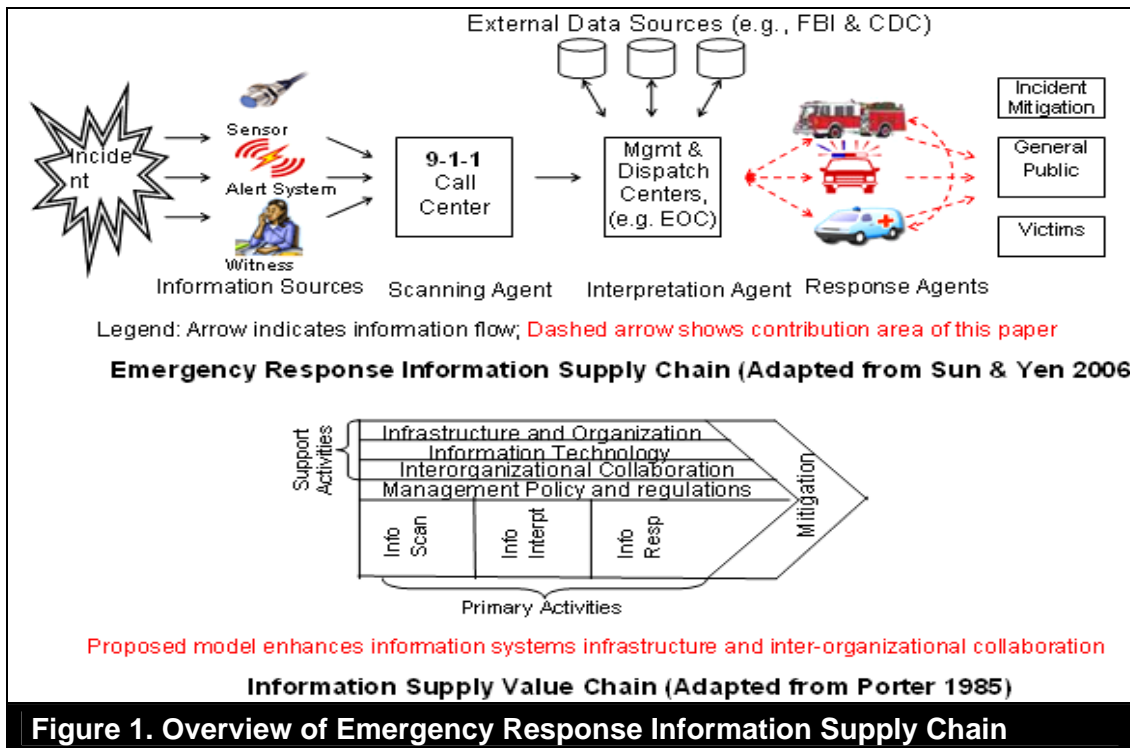 External Data Sources (e.g., FBI & CDC)
Sensor
Incide
nt
Alert System
Witness
Information Sources
9-1-1
Call
Center
Scanning Agent
Mgmt &
Dispatch
Centers,
(e.g. EOC)
Interpretation Agent
Response Agents
Incident
Mitigation
General
Public
Victims
Legend: Arrow indicates information flow; Dashed arrow shows contribution area of this paper
Emergency Response Information Supply Chain (Adapted from Sun & Yen 2006
Support
Activities
Infrastructure and Organization
Information Technology
Interorganizational Collaboration
Management Policy and regulations
Info
Scan
Info
Interpt
Info
Resp
Mitigation
Primary Activities
Proposed model enhances information systems infrastructure and inter-organizational collaboration
Information Supply Value Chain (Adapted from Porter 1985)
Figure 1. Overview of Emergency Response Information Supply Chain